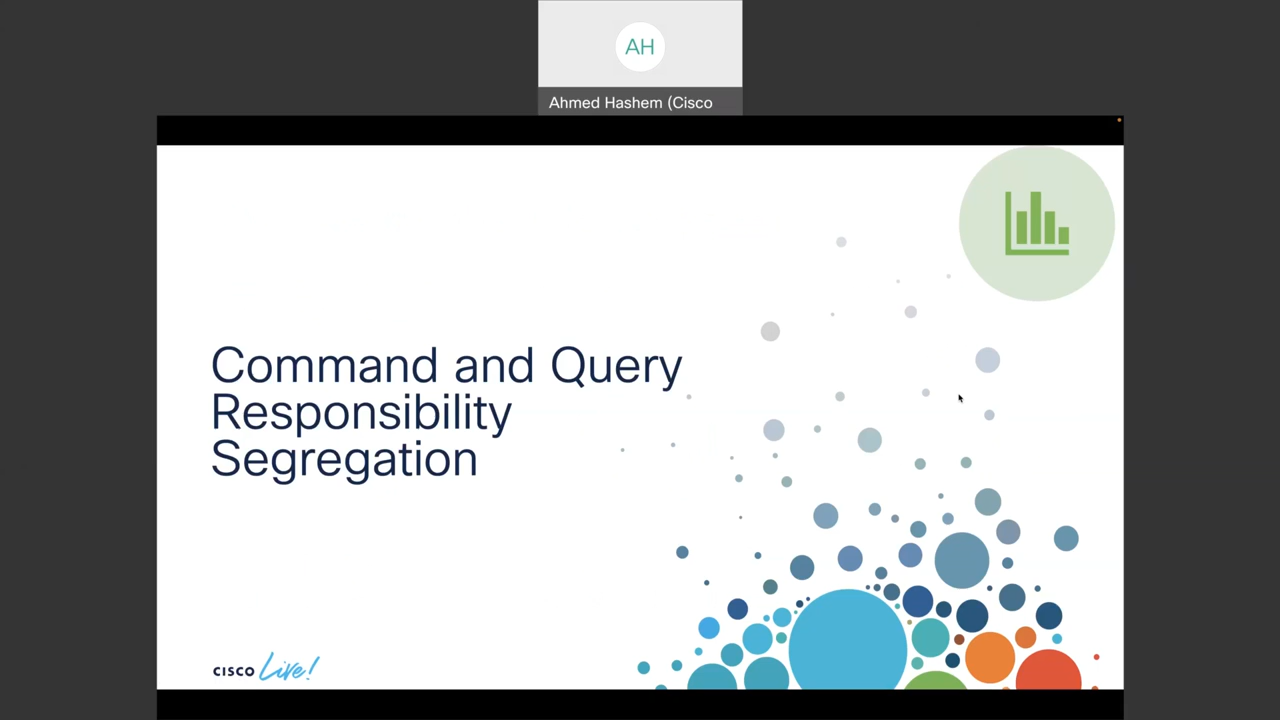 AH
Ahmed Hashem (Cisco
Command and Query
Responsibility
Segregation
CISCO Live!